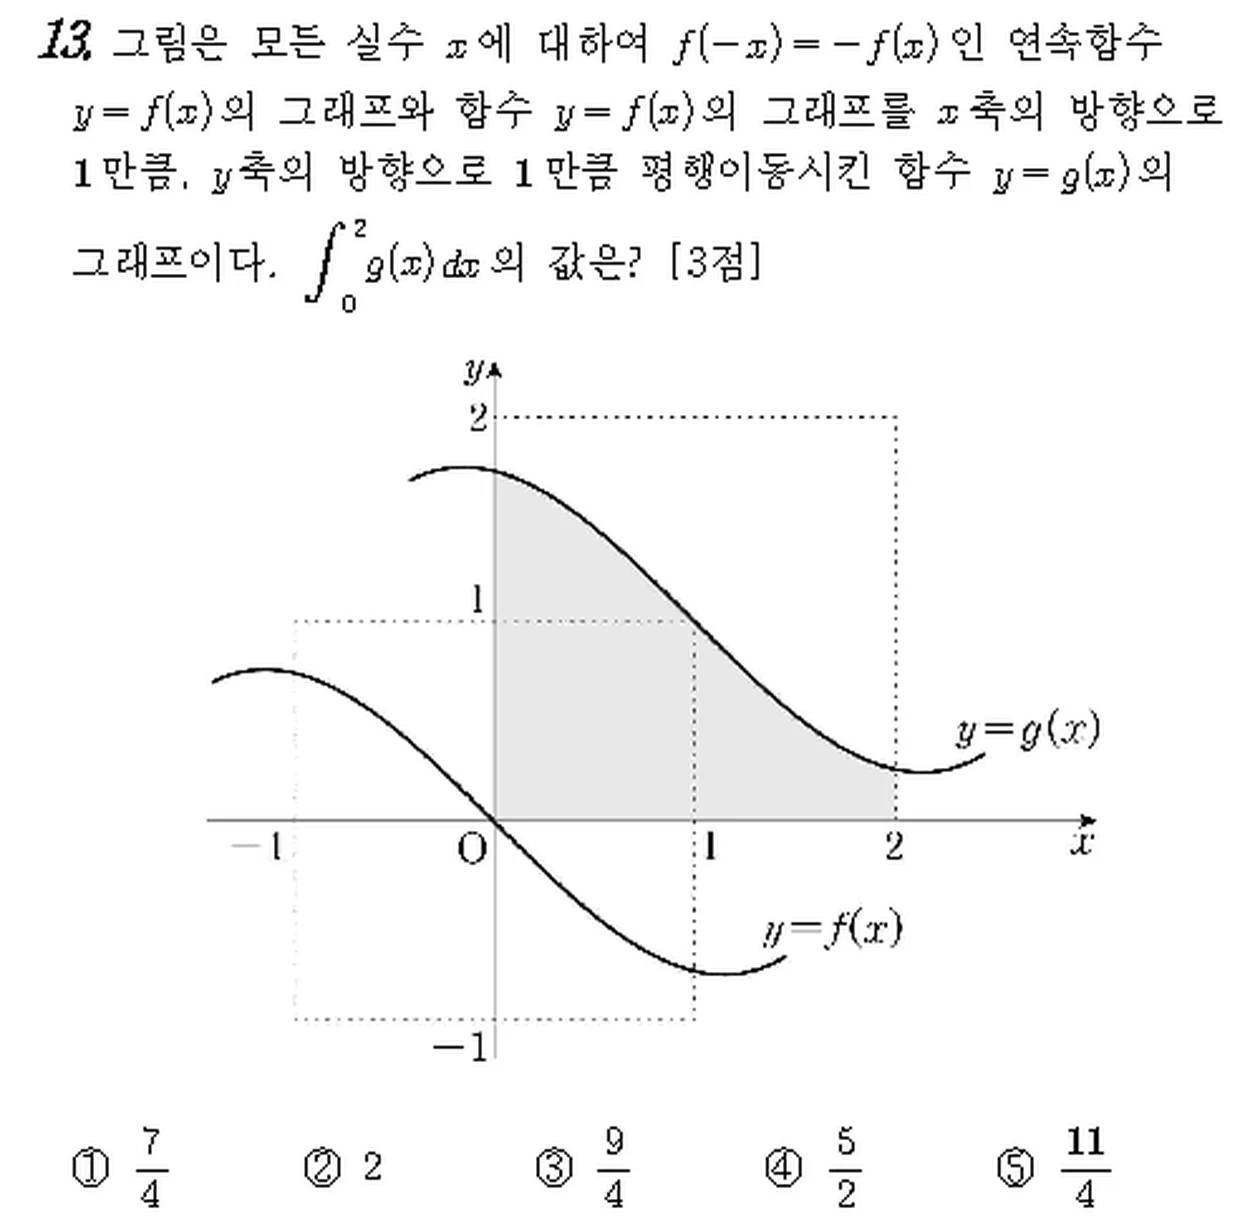 13. 그림은 모든 실수 x에 대하여 f(−x)=−f(x)인 연속함수
y=f(x)의 그래프와 함수 y=f(x)의 그래프를 x축의 방향으로
1만큼, y축의 방향으로 1만큼 평행이동시킨 함수 y=g(x)의
그래프이다. ∫₀² g(x)dx의 값은? [3점]
y
2
1
y=g(x)
−1 O 1 2 x
y=f(x)
−1
① 7/4 ② 2 ③ 9/4 ④ 5/2 ⑤ 11/4